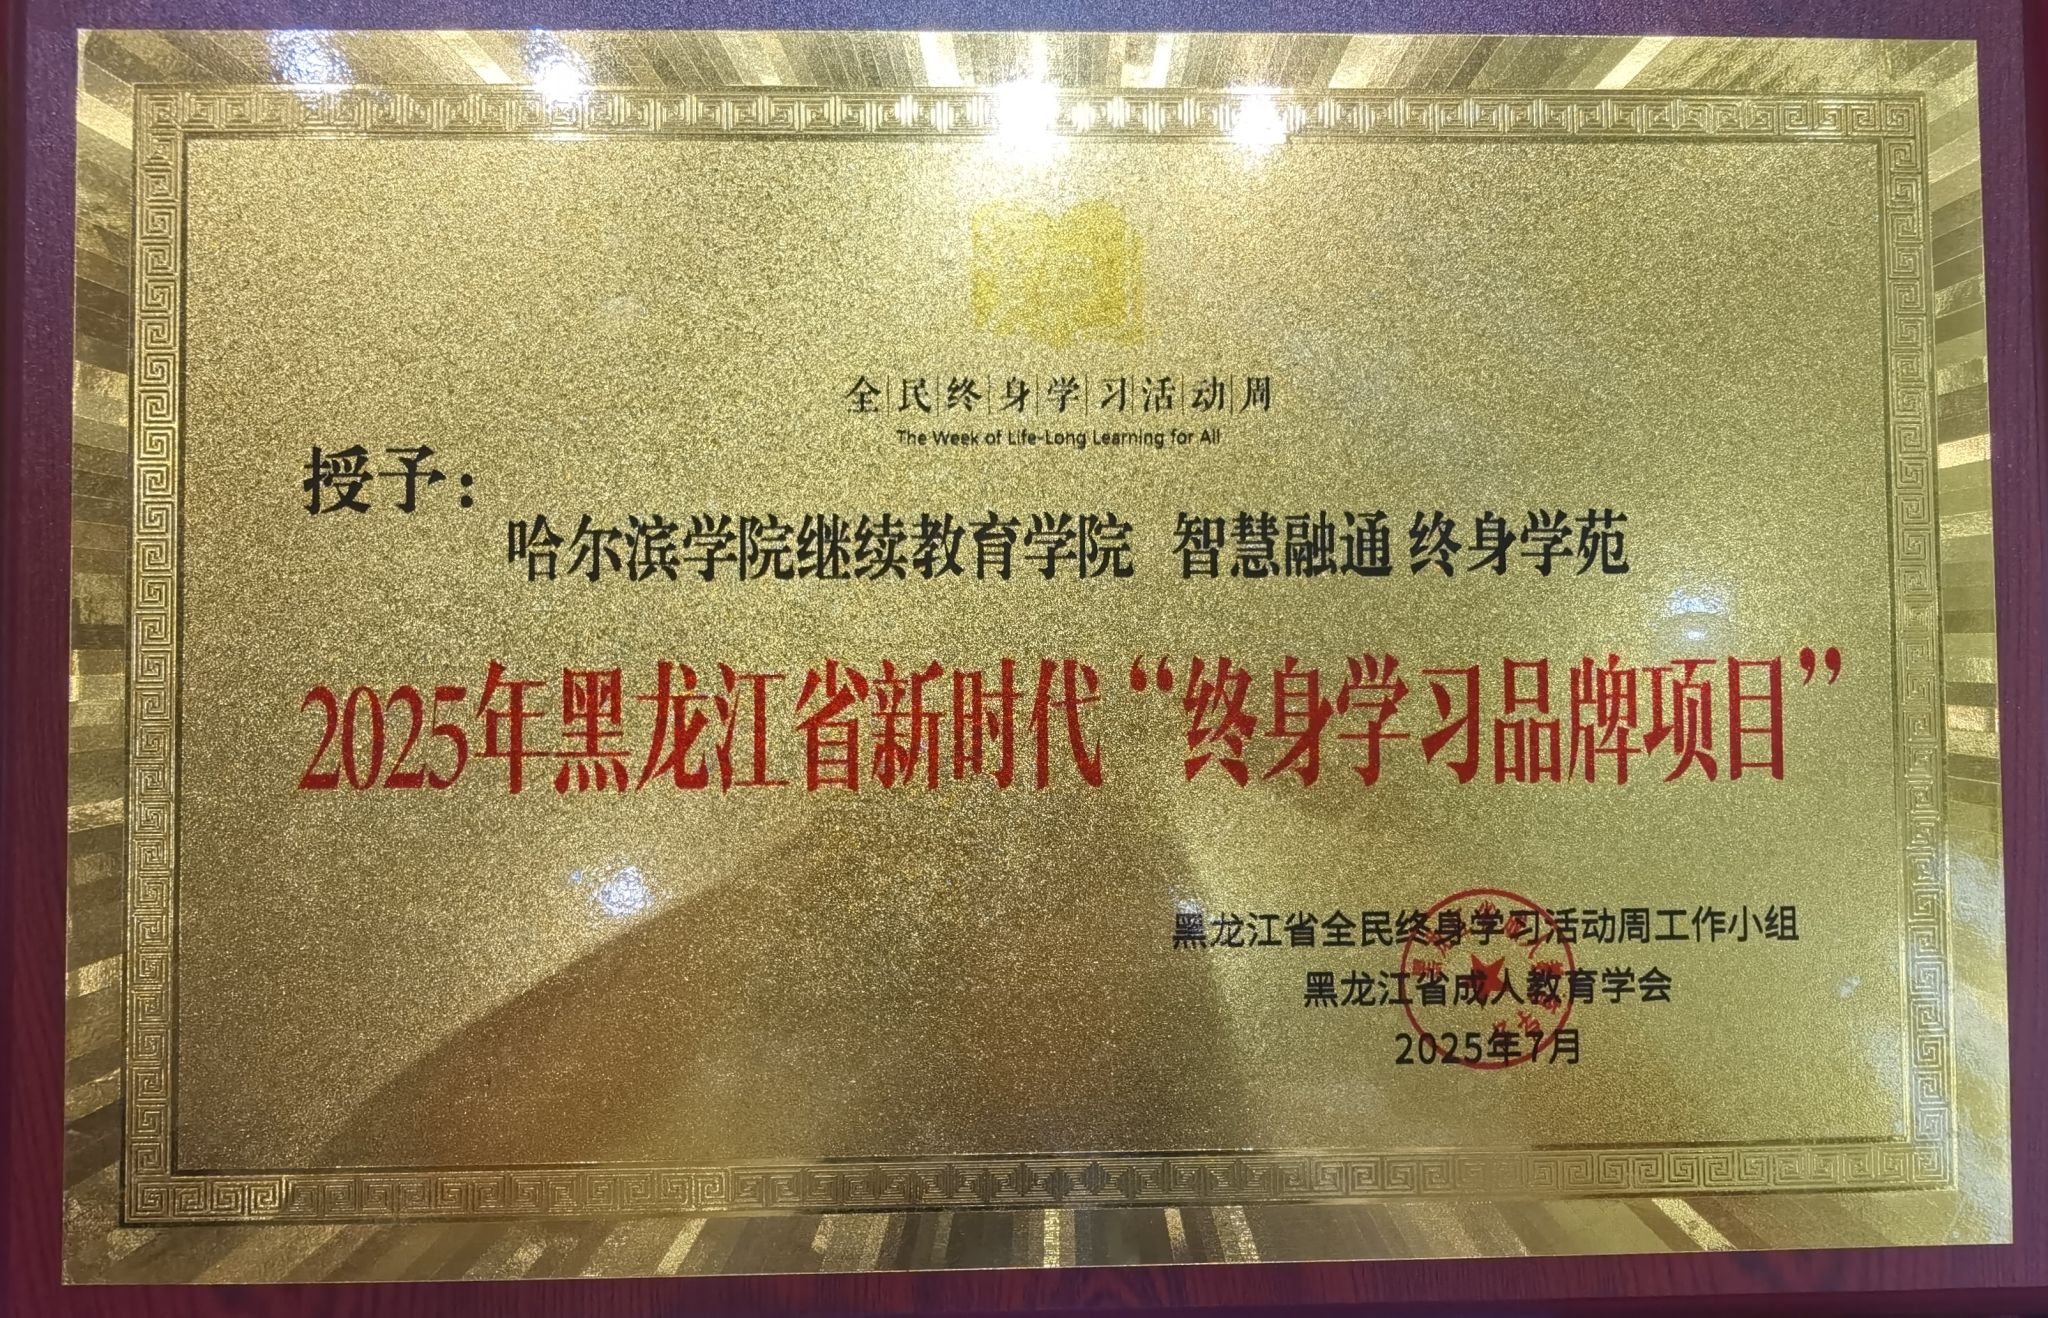 全民终身学习活动周
The Week of Life-Long Learning for All
授予：
哈尔滨学院继续教育学院 智慧融通 终身学苑
2025年黑龙江省新时代“终身学习品牌项目”
黑龙江省全民终身学习活动周工作小组
黑龙江省成人教育学会
2025年7月